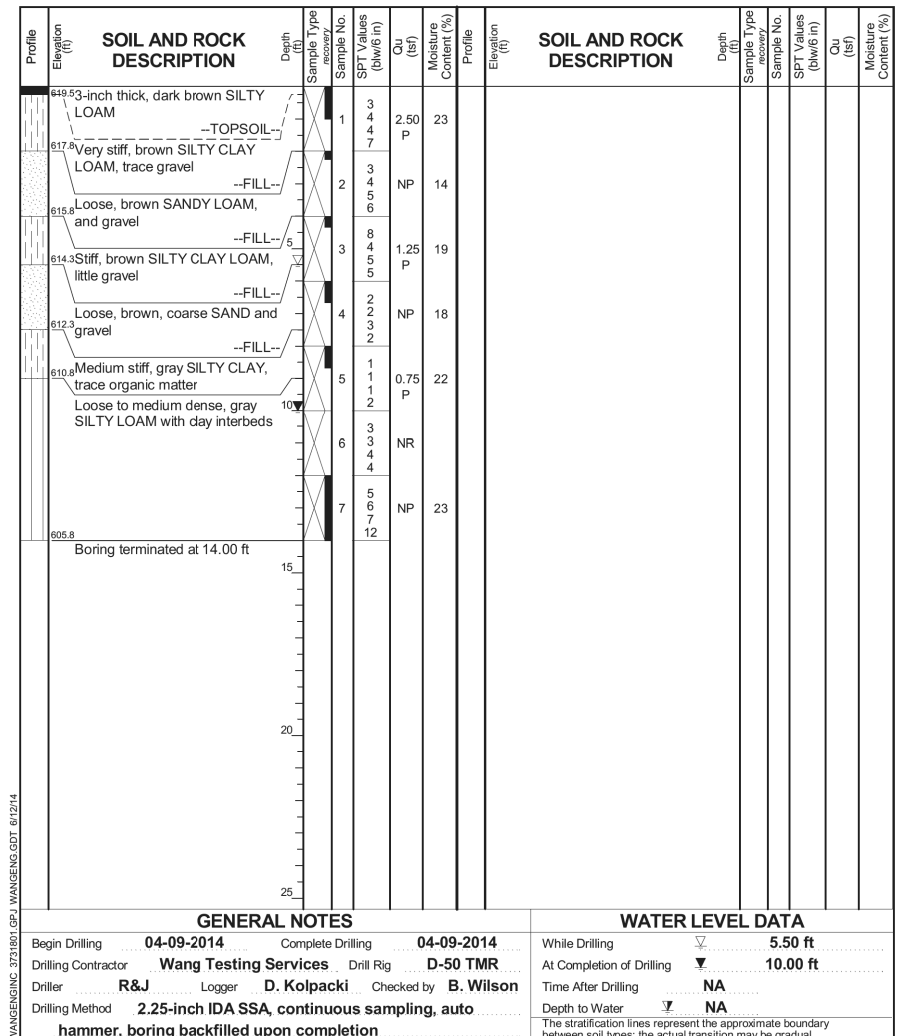 Profile
Elevation (ft)
SOIL AND ROCK DESCRIPTION
Depth (ft)
Sample Type
recovery
Sample No.
SPT Values (blw/6 in)
Qu (tsf)
Moisture Content (%)
Profile
Elevation (ft)
SOIL AND ROCK DESCRIPTION
Depth (ft)
Sample Type
recovery
Sample No.
SPT Values (blw/6 in)
Qu (tsf)
Moisture Content (%)
619.5 3-inch thick, dark brown SILTY
LOAM
--TOPSOIL--
1
3
4
4
7
2.50
P
23
617.8 Very stiff, brown SILTY CLAY
LOAM, trace gravel
--FILL--
2
3
4
5
6
NP
14
615.8 Loose, brown SANDY LOAM,
and gravel
--FILL--
5
3
8
4
5
5
1.25
P
19
614.3 Stiff, brown SILTY CLAY LOAM,
little gravel
--FILL--
4
2
2
3
2
NP
18
Loose, brown, coarse SAND and
612.3 gravel
--FILL--
5
1
1
1
2
0.75
P
22
610.8 Medium stiff, gray SILTY CLAY,
trace organic matter
Loose to medium dense, gray
SILTY LOAM with clay interbeds
10
6
3
3
4
4
NR
7
5
6
7
12
NP
23
605.8
Boring terminated at 14.00 ft
15
20
25
VANGENGINC 3731801.GPJ WANGENG.GDT 6/12/14
GENERAL NOTES
Begin Drilling 04-09-2014 Complete Drilling 04-09-2014
Drilling Contractor Wang Testing Services Drill Rig D-50 TMR
Driller R&J Logger D. Kolpacki Checked by B. Wilson
Drilling Method 2.25-inch IDA SSA, continuous sampling, auto
hammer, boring backfilled upon completion
WATER LEVEL DATA
While Drilling 5.50 ft
At Completion of Drilling 10.00 ft
Time After Drilling NA
Depth to Water NA
The stratification lines represent the approximate boundary
between soil types; the actual transition may be gradual